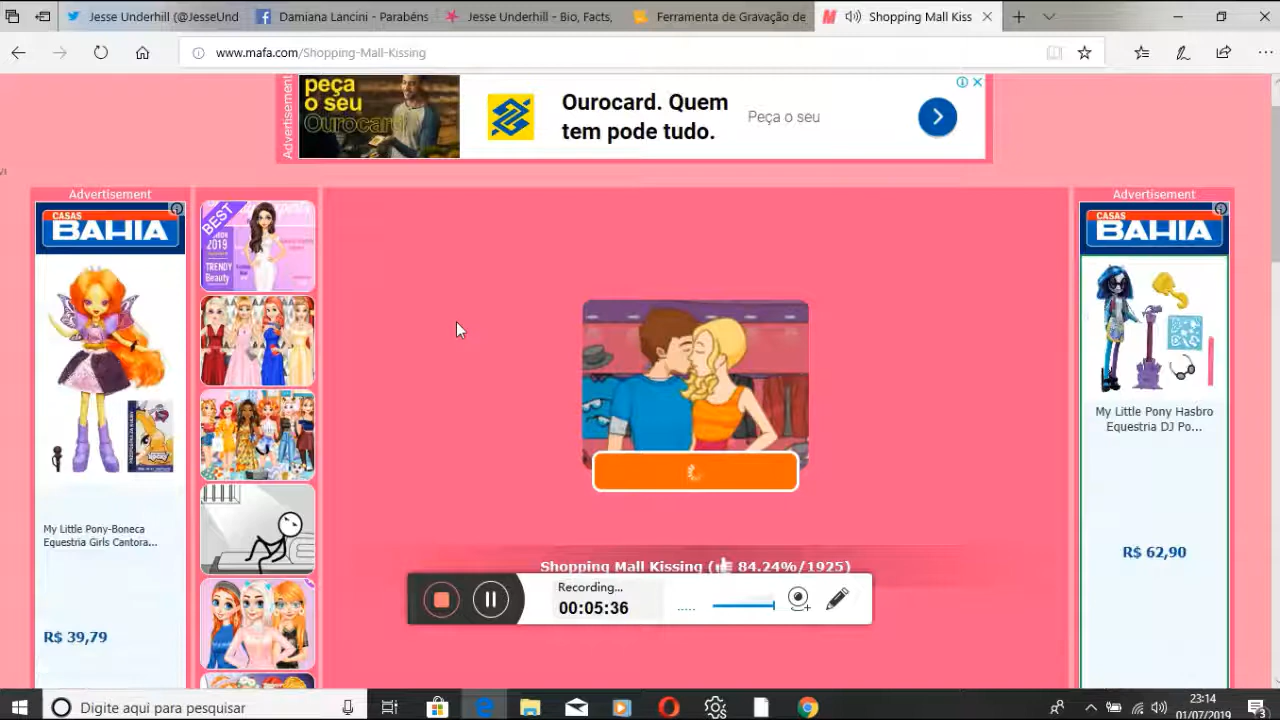 Jesse Underhill (@JesseUnd
Damiana Lancini - Parabéns
Jesse Underhill - Bio, Facts,
Ferramenta de Gravação de
Shopping Mall Kiss
www.mafa.com/Shopping-Mall-Kissing
Advertisement
peça
o seu
Ourocard
Ourocard. Quem
tem pode tudo.
Peça o seu
Advertisement
CASAS
BAHIA
My Little Pony-Boneca
Equestria Girls Cantora...
R$ 39,79
BEST
2019
TRENDY
Beauty
Shopping Mall Kissing (84.24%/1925)
Recording...
00:05:36
Advertisement
CASAS
BAHIA
My Little Pony Hasbro
Equestria DJ Po...
R$ 62,90
Digite aqui para pesquisar
23:14
01/07/2019
3